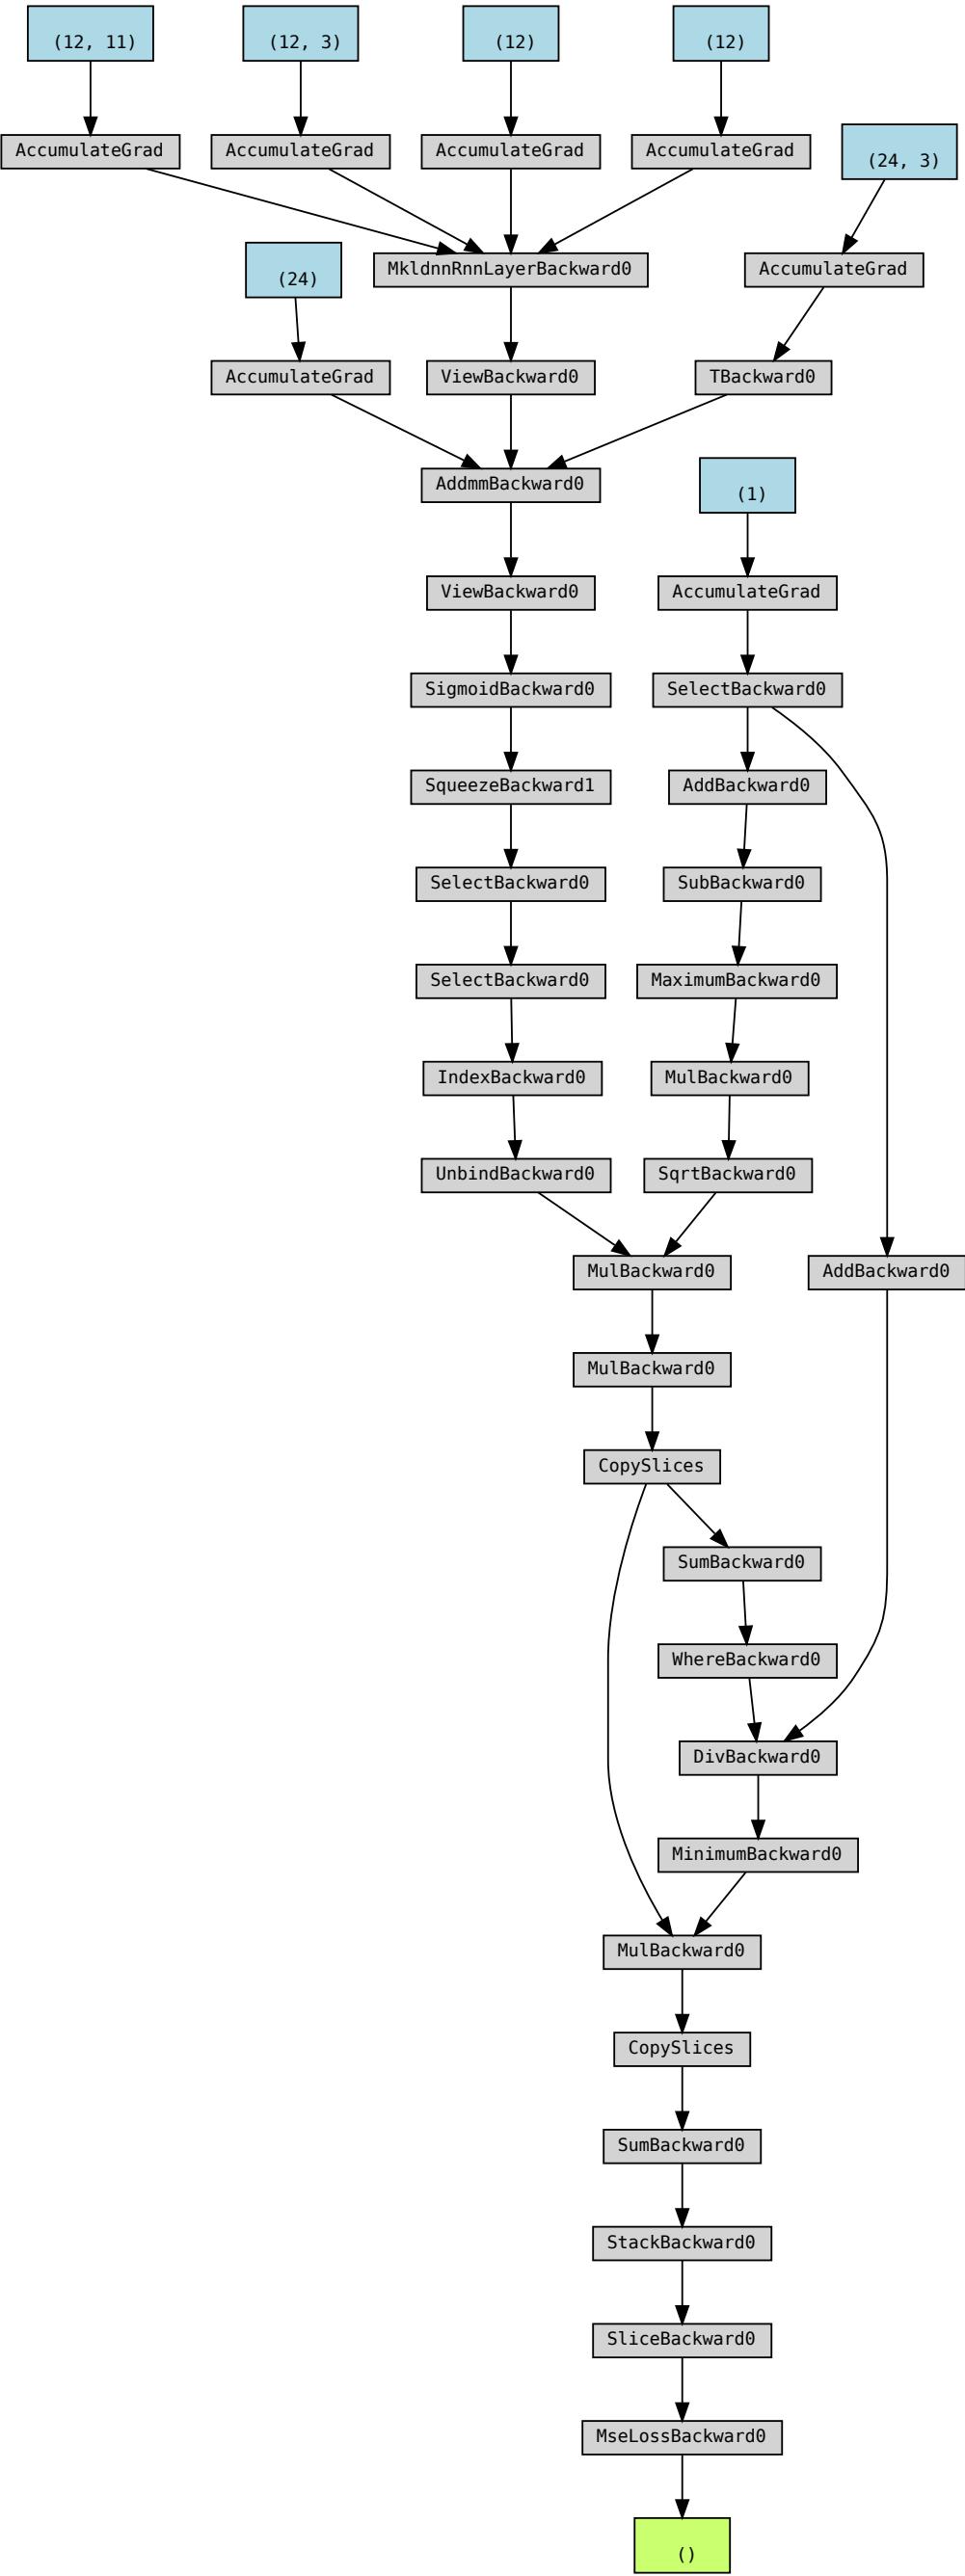 (12, 11)
(12, 3)
(12)
(12)
AccumulateGrad
AccumulateGrad
AccumulateGrad
AccumulateGrad
(24, 3)
(24)
MkldnnRnnLayerBackward0
AccumulateGrad
AccumulateGrad
ViewBackward0
TBackward0
AddmmBackward0
(1)
ViewBackward0
AccumulateGrad
SigmoidBackward0
SelectBackward0
SqueezeBackward1
AddBackward0
SelectBackward0
SubBackward0
SelectBackward0
MaximumBackward0
IndexBackward0
MulBackward0
UnbindBackward0
SqrtBackward0
MulBackward0
AddBackward0
MulBackward0
CopySlices
SumBackward0
WhereBackward0
DivBackward0
MinimumBackward0
MulBackward0
CopySlices
SumBackward0
StackBackward0
SliceBackward0
MseLossBackward0
()